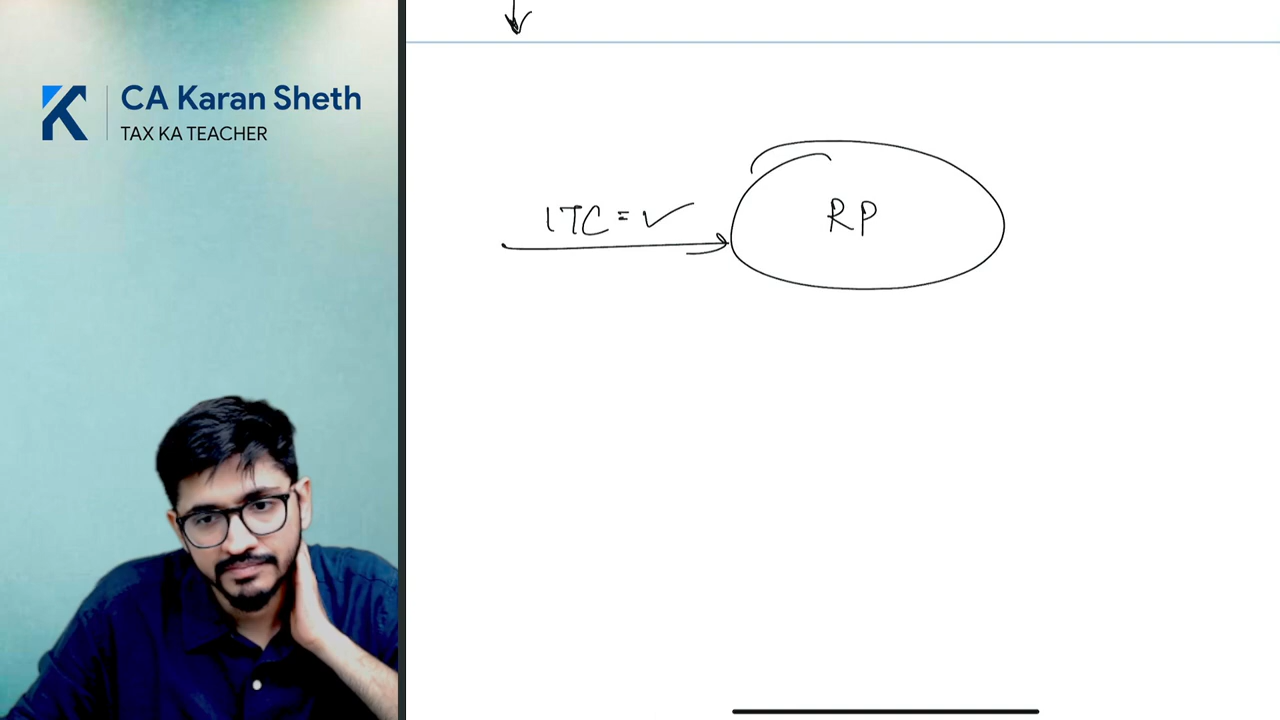 CA Karan Sheth
TAX KA TEACHER
ITC = ✓
RP